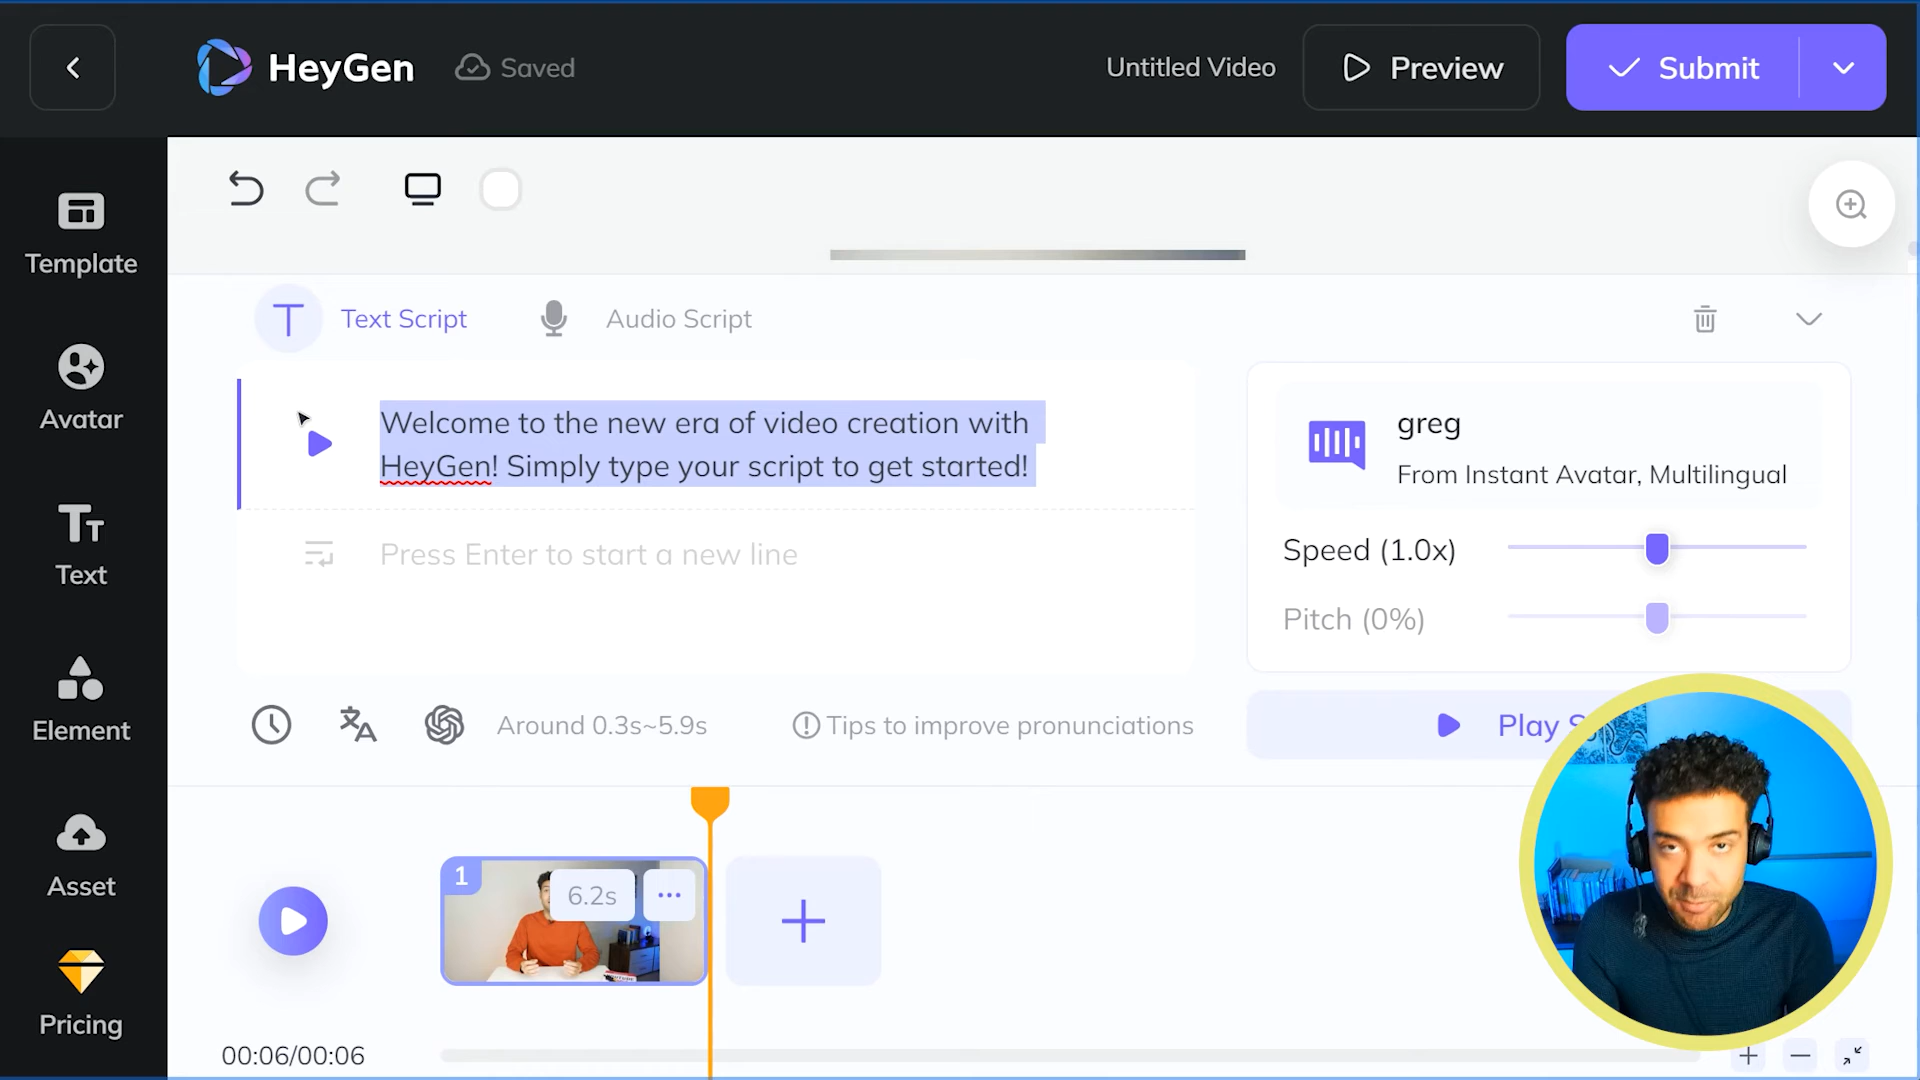 HeyGen
Saved
Untitled Video
Preview
Submit
Template
Avatar
Text
Element
Asset
Pricing
Text Script
Audio Script
Welcome to the new era of video creation with
HeyGen! Simply type your script to get started!
Press Enter to start a new line
greg
From Instant Avatar, Multilingual
Speed (1.0x)
Pitch (0%)
Around 0.3s~5.9s
Tips to improve pronunciations
Play
1
6.2s
00:06/00:06